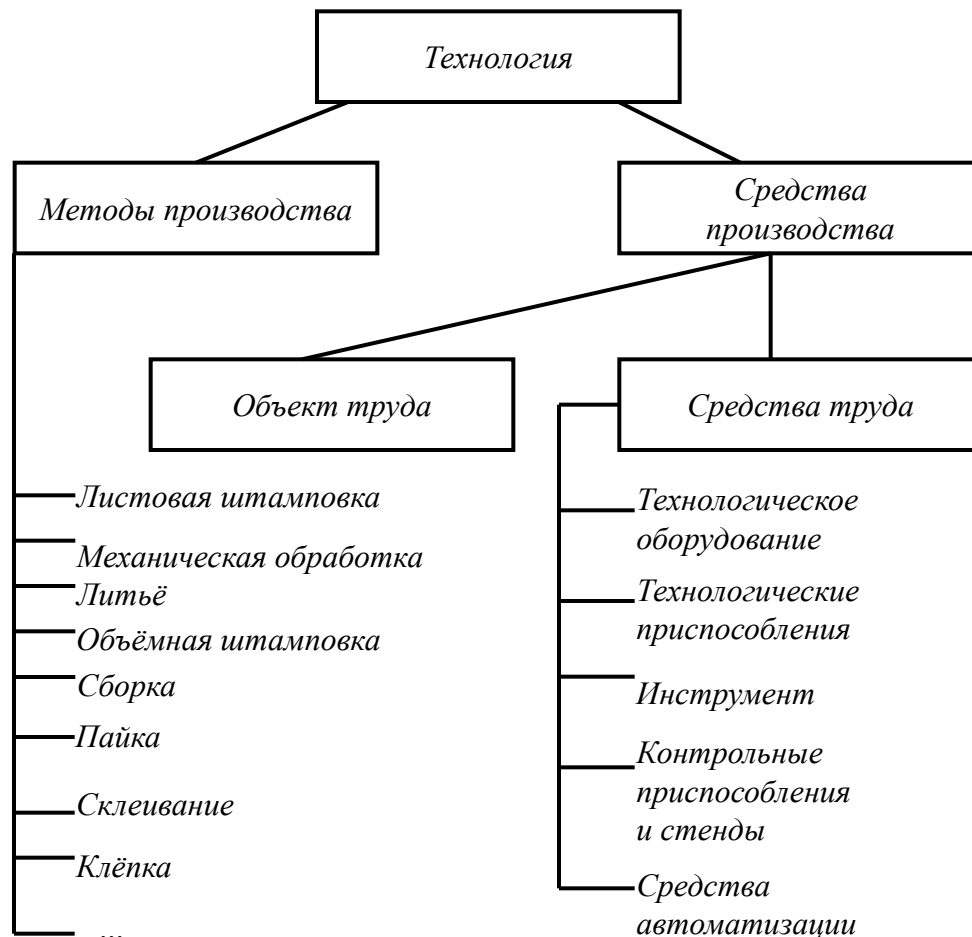 Технология
Методы производства
Средства
производства
Объект труда
Средства труда
Листовая штамповка
Механическая обработка
Литьё
Объёмная штамповка
Сборка
Пайка
Склеивание
Клёпка
...
Технологическое
оборудование
Технологические
приспособления
Инструмент
Контрольные
приспособления
и стенды
Средства
автоматизации